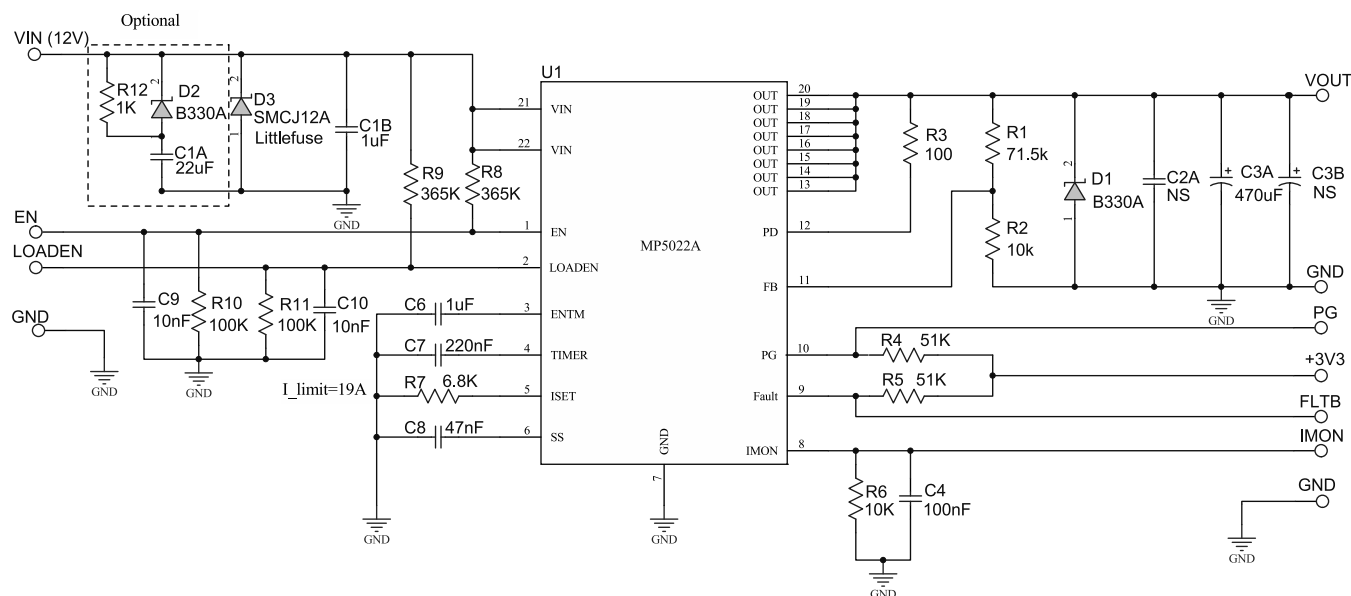 Optional
VIN (12V)
R12
1K
2
D2
B330A
C1A
22uF
2
D3
SMCJ12A
Littlefuse
1
C1B
1uF
GND
R9
365K
R8
365K
EN
LOADEN
GND
GND
C9
10nF
R10
100K
R11
100K
C10
10nF
GND
C6
1uF
C7
220nF
I_limit=19A
R7
6.8K
C8
47nF
GND
U1
MP5022A
21
VIN
22
VIN
1
EN
2
LOADEN
3
ENTM
4
TIMER
5
ISET
6
SS
GND
7
GND
OUT
20
OUT
19
OUT
18
OUT
17
OUT
16
OUT
15
OUT
14
OUT
13
PD
12
FB
11
PG
10
Fault
9
IMON
8
R3
100
R1
71.5k
R2
10k
2
D1
B330A
1
C2A
NS
+
C3A
470uF
+
C3B
NS
GND
VOUT
GND
PG
R4
51K
R5
51K
+3V3
FLTB
IMON
R6
10K
C4
100nF
GND
GND
GND